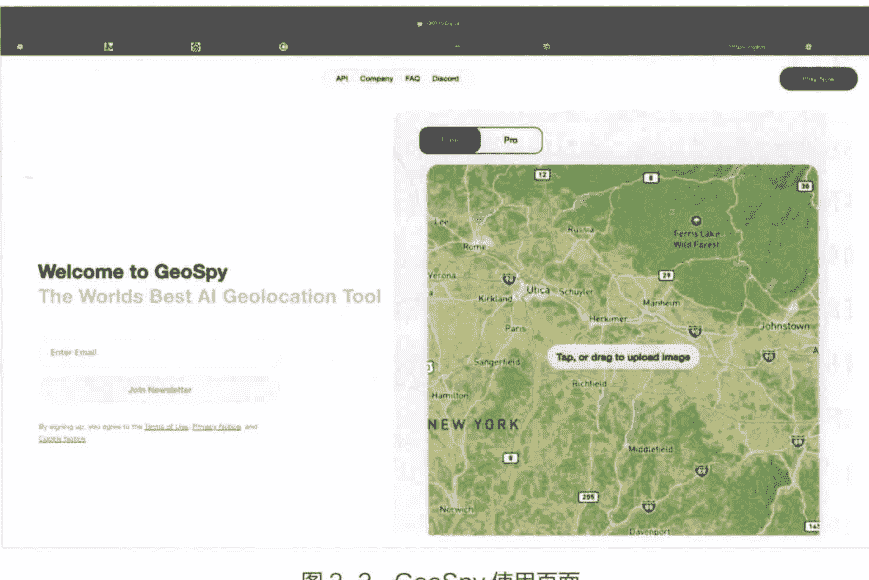 API Company FAQ Discord
Pro
Welcome to GeoSpy
The Worlds Best AI Geolocation Tool
Enter Email
Join Newsletter
By signing up, you agree to the Terms of Use, Privacy Notice, and
Cookie Notice
12
8
30
Lee
Rome
Russia
Ferris Lake
Wild Forest
Verona
29
Utica
Schuyler
Kirkland
Manheim
Herkimer
Paris
Johnstown
Tap, or drag to upload image
Sangerfield
Richfield
Hamilton
NEW YORK
Middlefield
8
205
Norwich
Davenport
图 2-2 GeoSpy 使用页面